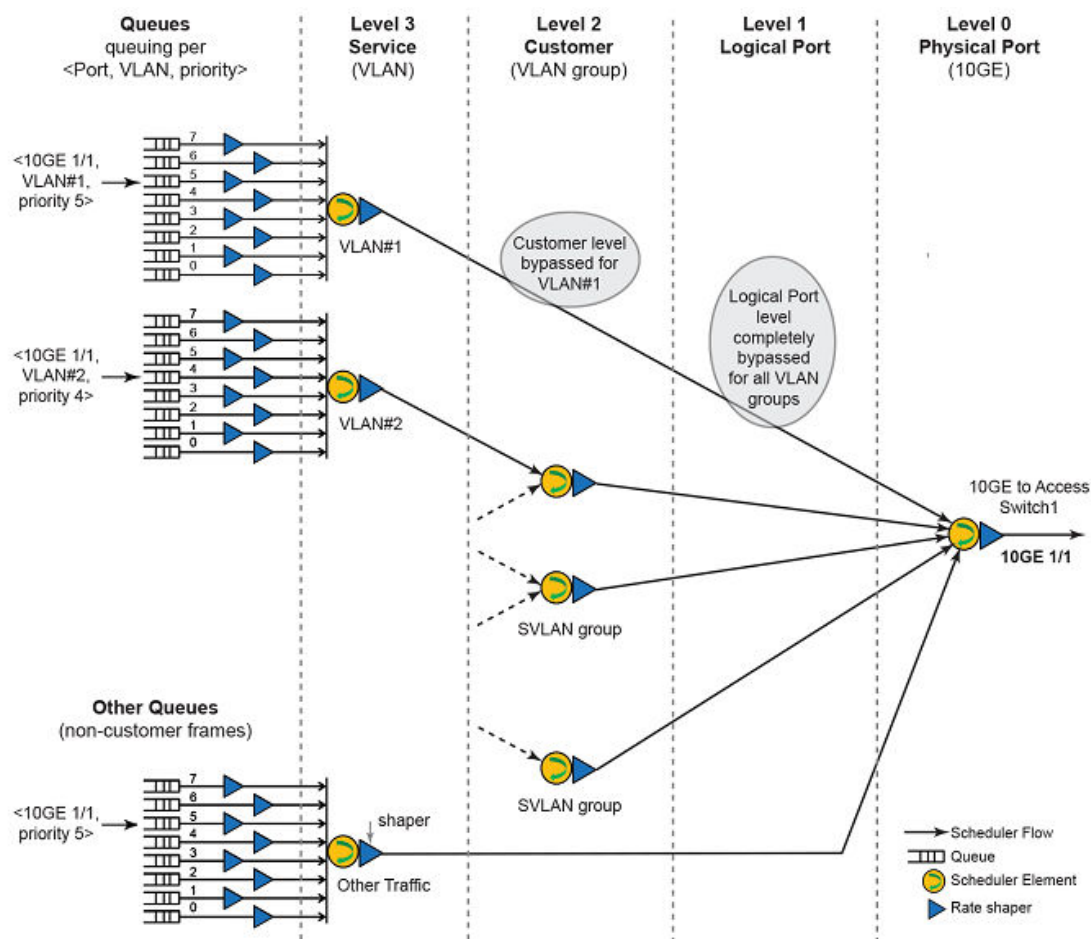 Queues
queuing per
<Port, VLAN, priority>
Level 3
Service
(VLAN)
Level 2
Customer
(VLAN group)
Level 1
Logical Port
Level 0
Physical Port
(10GE)
<10GE 1/1,
VLAN#1,
priority 5>
7
6
5
4
3
2
1
0
VLAN#1
Customer level
bypassed for
VLAN#1
Logical Port
level
completely
bypassed
for all VLAN
groups
<10GE 1/1,
VLAN#2,
priority 4>
7
6
5
4
3
2
1
0
VLAN#2
10GE to Access
Switch1
10GE 1/1
SVLAN group
SVLAN group
Other Queues
(non-customer frames)
<10GE 1/1,
priority 5>
7
6
5
4
3
2
1
0
shaper
Other Traffic
Scheduler Flow
Queue
Scheduler Element
Rate shaper